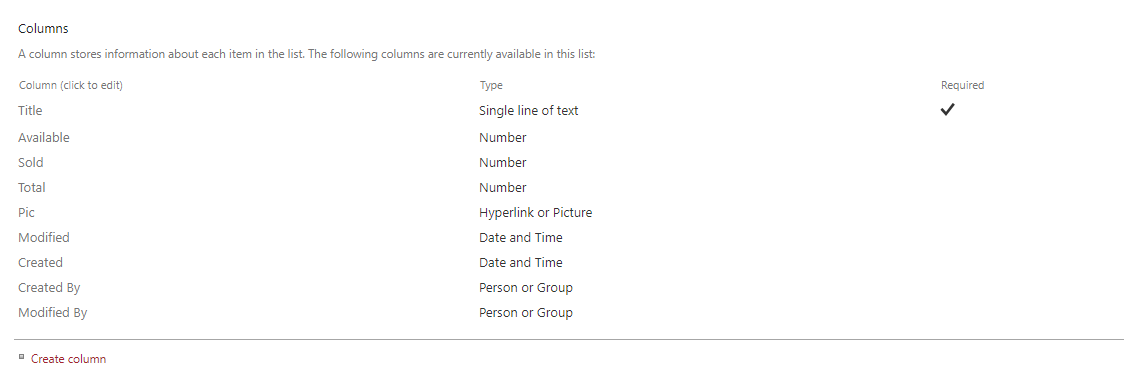 Columns
A column stores information about each item in the list. The following columns are currently available in this list:
Column (click to edit) Type Required
Title Single line of text
Available Number
Sold Number
Total Number
Pic Hyperlink or Picture
Modified Date and Time
Created Date and Time
Created By Person or Group
Modified By Person or Group
Create column